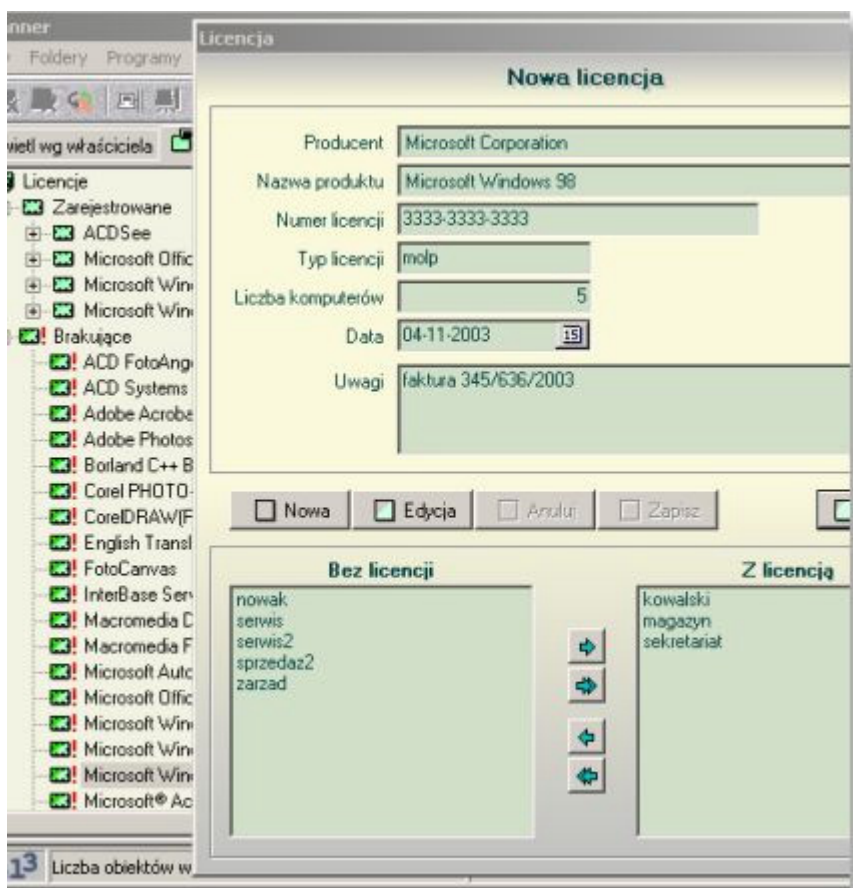 nner
Licencja
Foldery Programy
Nowa licencja
wietl wg właściciela
Producent Microsoft Corporation
Nazwa produktu Microsoft Windows 98
Numer licencji 3333-3333-3333
Typ licencji molp
Liczba komputerów 5
Data 04-11-2003 15
Uwagi faktura 345/636/2003
Licencje
Zarejestrowane
ACDSee
Microsoft Offic
Microsoft Win
Microsoft Win
Brakujące
ACD FotoAng
ACD Systems
Adobe Acroba
Adobe Photos
Borland C++ B
Corel PHOTO-
CorelDRAW(F
English Transl
FotoCanvas
InterBase Serv
Macromedia D
Macromedia F
Microsoft Auto
Microsoft Offic
Microsoft Win
Microsoft Win
Microsoft Win
Microsoft® Ac
Nowa Edycja Anuluj Zapisz
Bez licencji
nowak
serwis
serwis2
sprzedaz2
zarzad
Z licencją
kowalski
magazyn
sekretariat
13 Liczba obiektów w